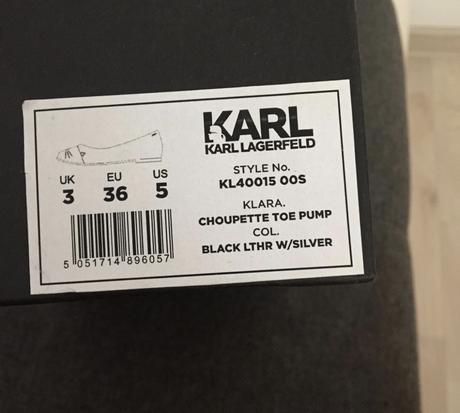 KARL
KARL LAGERFELD
STYLE No.
KL40015 00S
KLARA.
CHOUPETTE TOE PUMP
COL.
BLACK LTHR W/SILVER
UK EU US
3 36 5
5 051714 896057